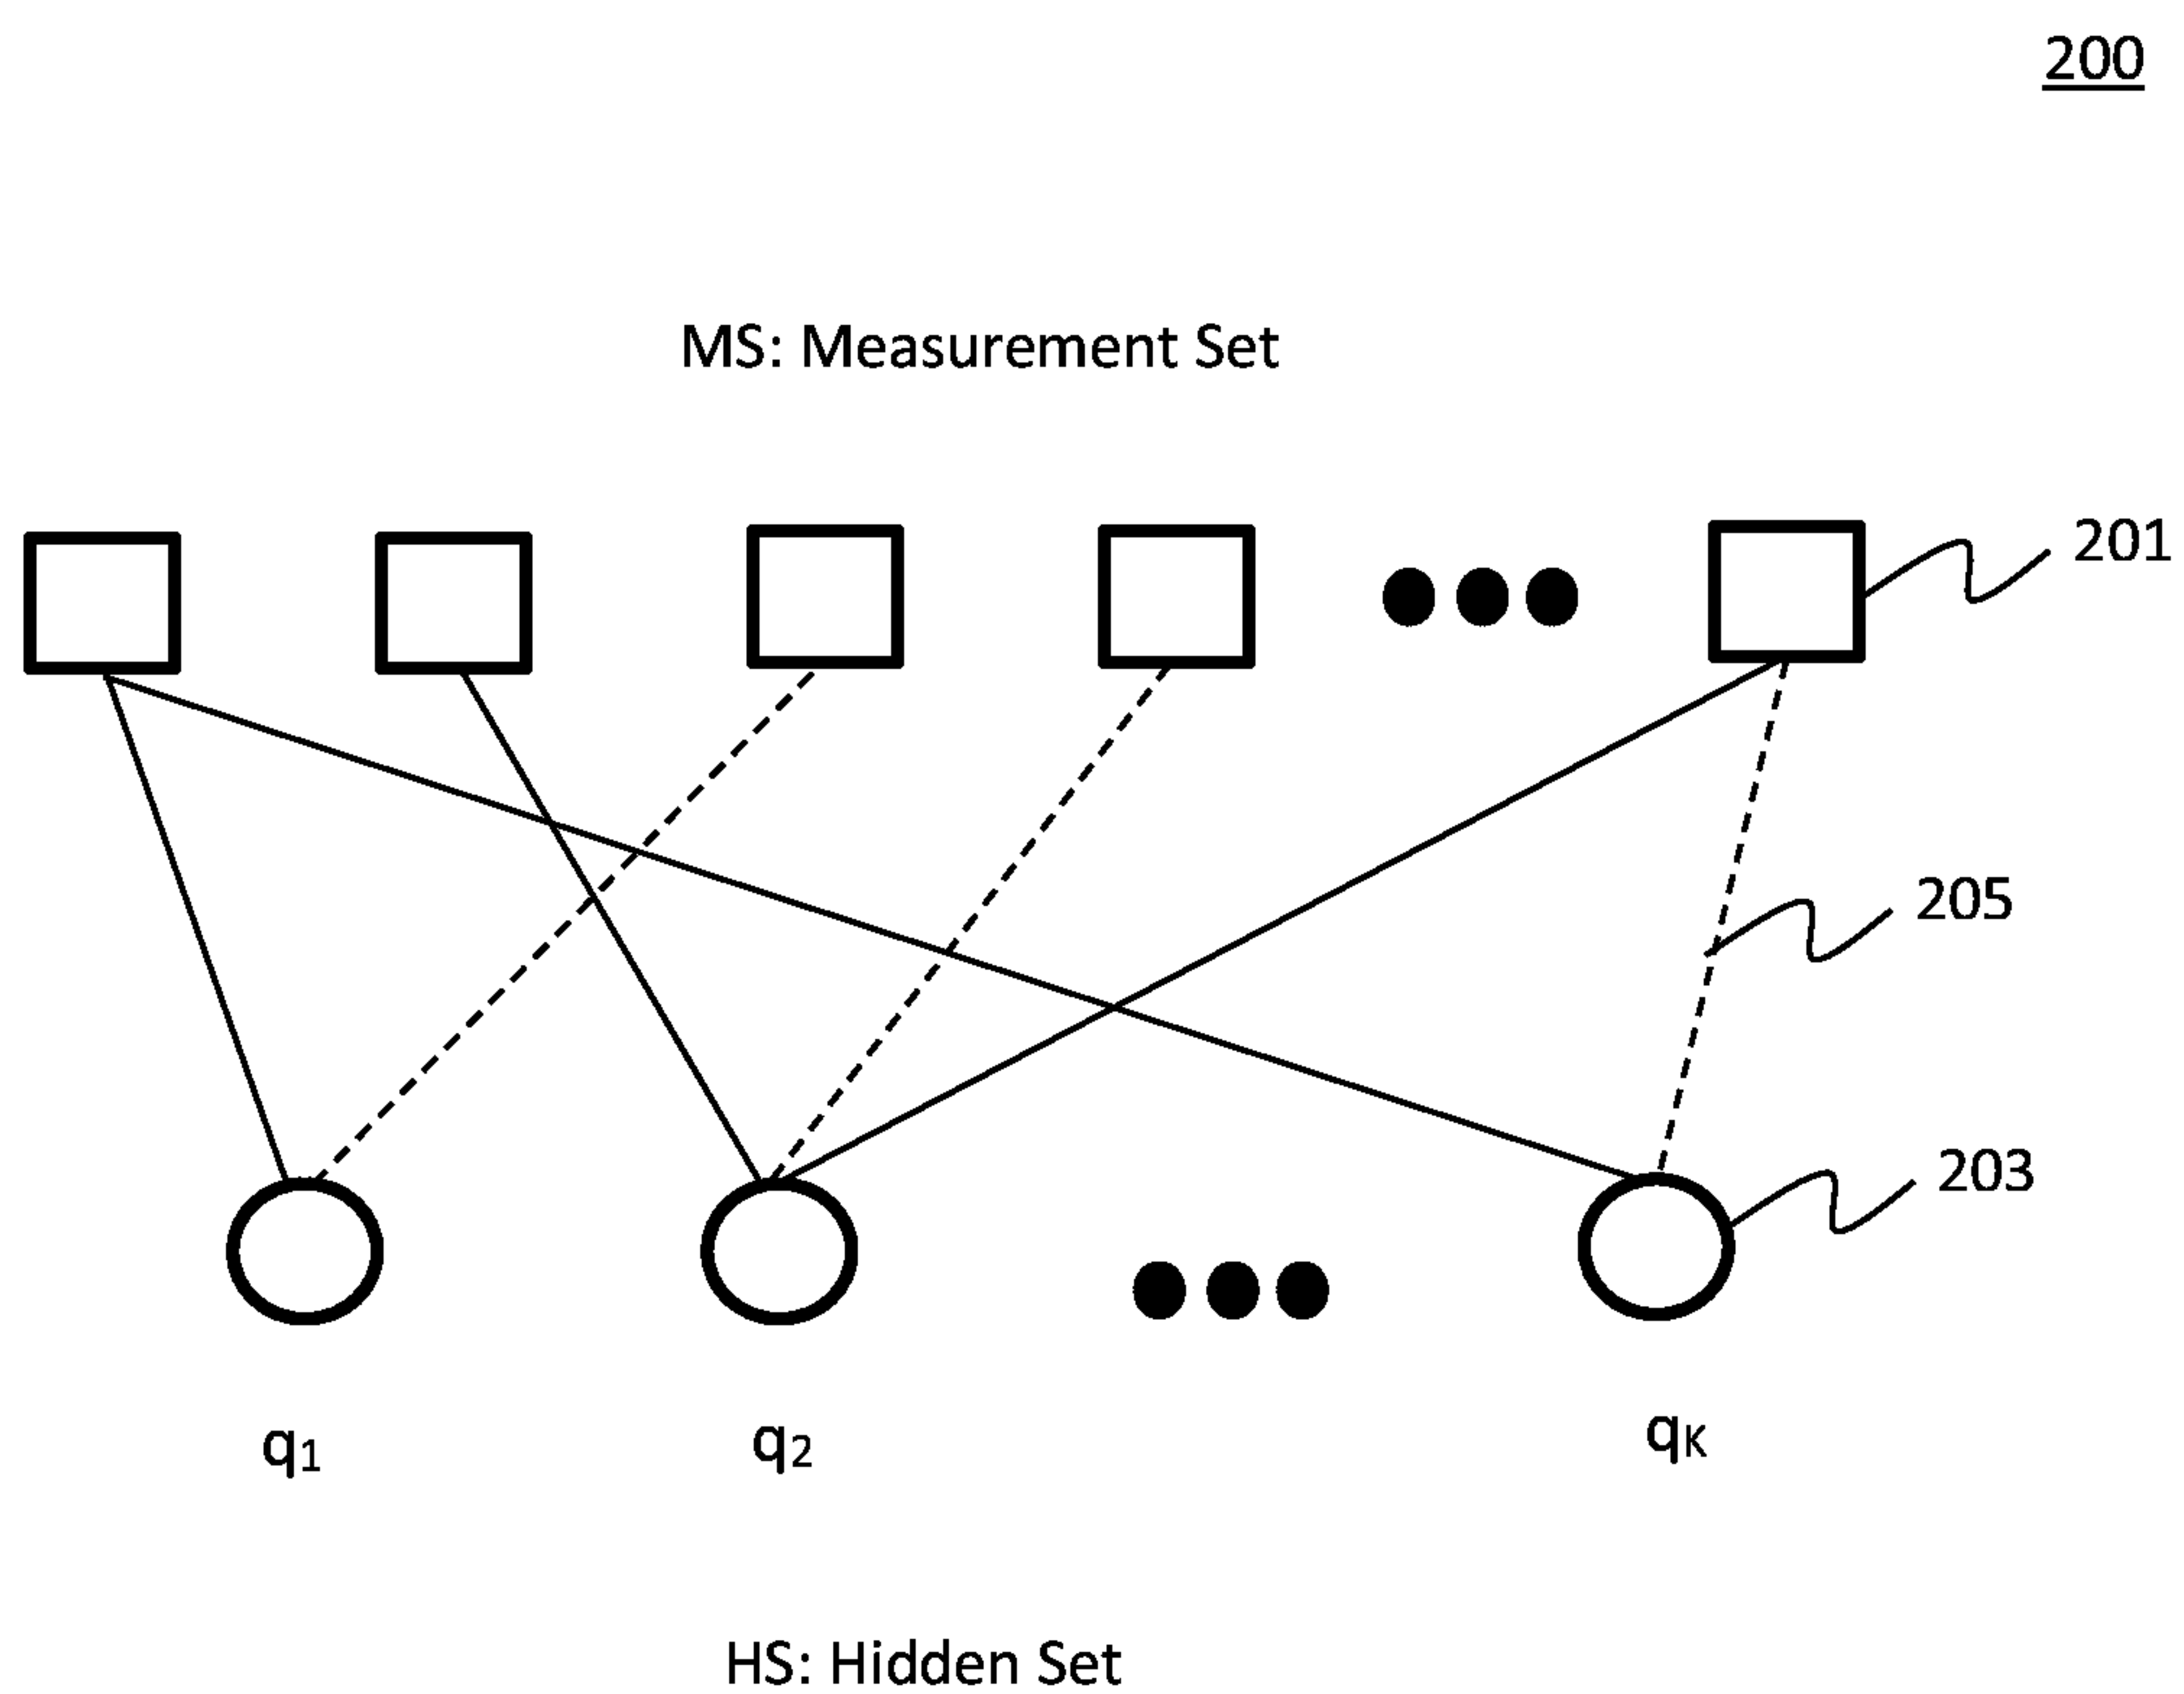 200
MS: Measurement Set
201
205
203
q1
q2
qK
HS: Hidden Set